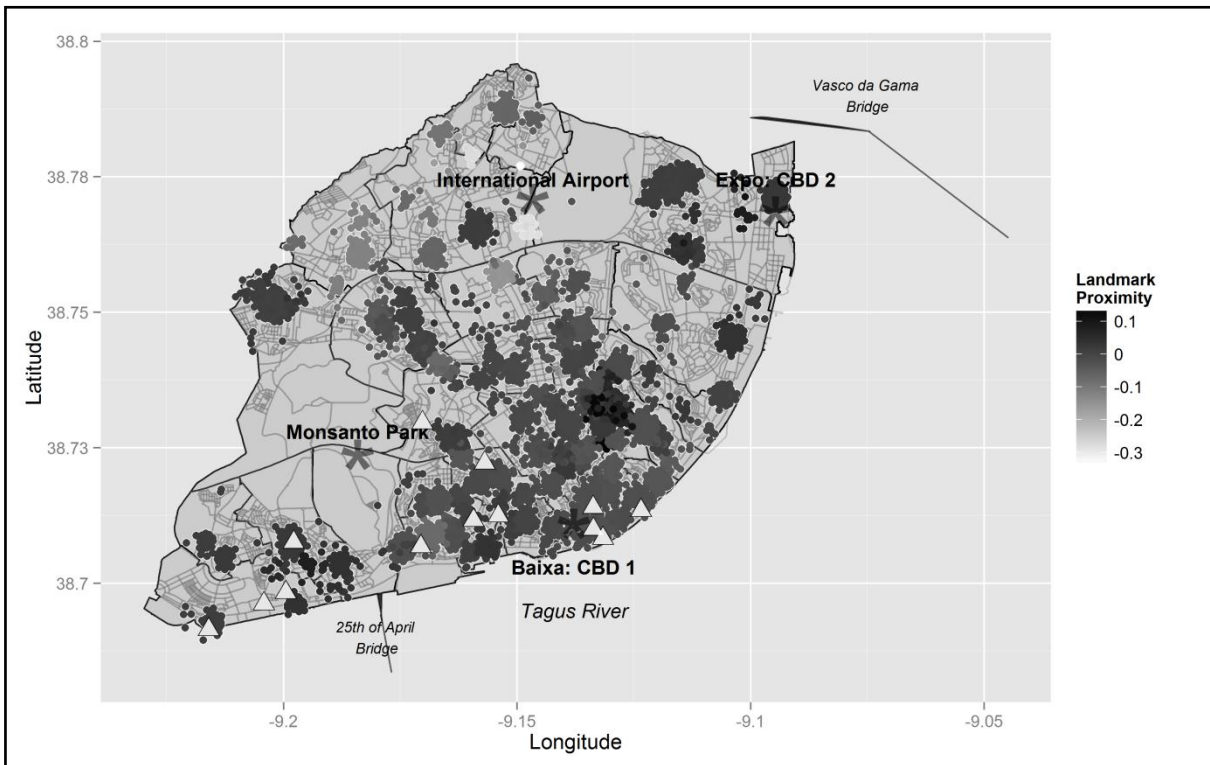 38.8
38.78
38.75
38.73
38.7
Latitude
Vasco da Gama
Bridge
International Airport
Expo: CBD 2
Monsanto Park
Baixa: CBD 1
Tagus River
25th of April
Bridge
-9.2
-9.15
-9.1
-9.05
Longitude
Landmark
Proximity
0.1
0
-0.1
-0.2
-0.3